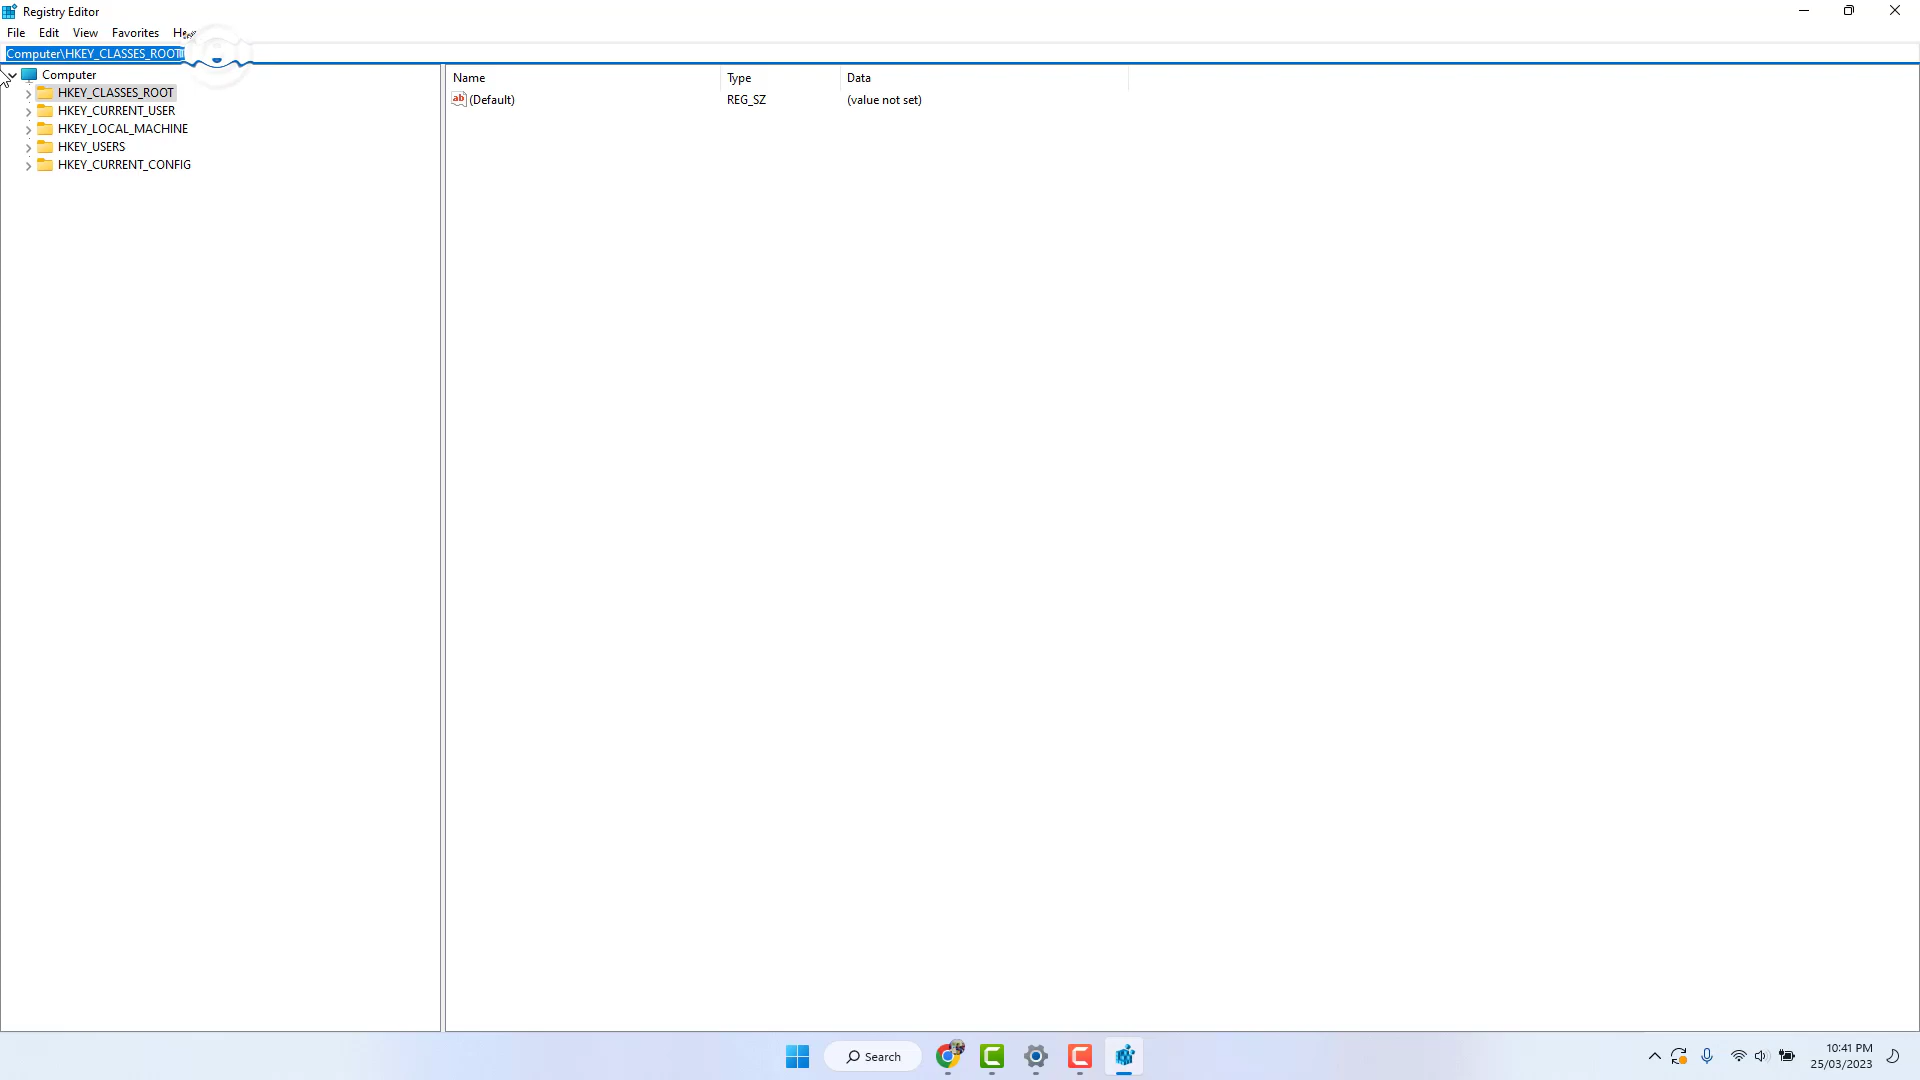 Registry Editor
File Edit View Favorites
Computer\HKEY_CLASSES_ROOT
Computer
HKEY_CLASSES_ROOT
HKEY_CURRENT_USER
HKEY_LOCAL_MACHINE
HKEY_USERS
HKEY_CURRENT_CONFIG
Name Type Data
ab (Default) REG_SZ (value not set)
Search
10:41 PM
25/03/2023